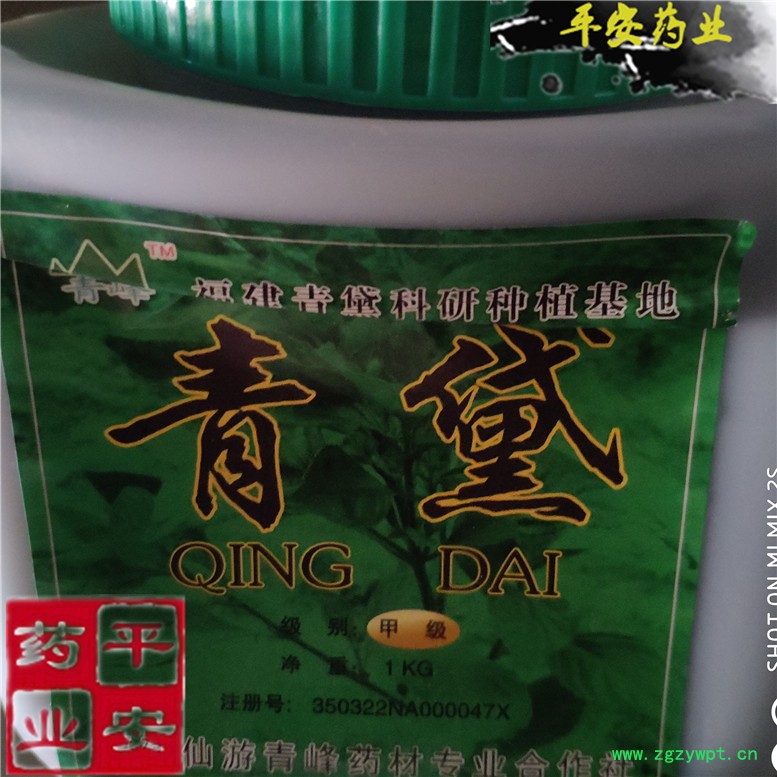 平安药业
TM
青峰
福建青黛科研种植基地
青黛
QING DAI
级 别: 甲 级
净 重: 1KG
注册号: 350322NA000047X
仙游青峰药材专业合作社
药平
业安
SHOT ON MI MIX 2S
www.zgzywpt.cn